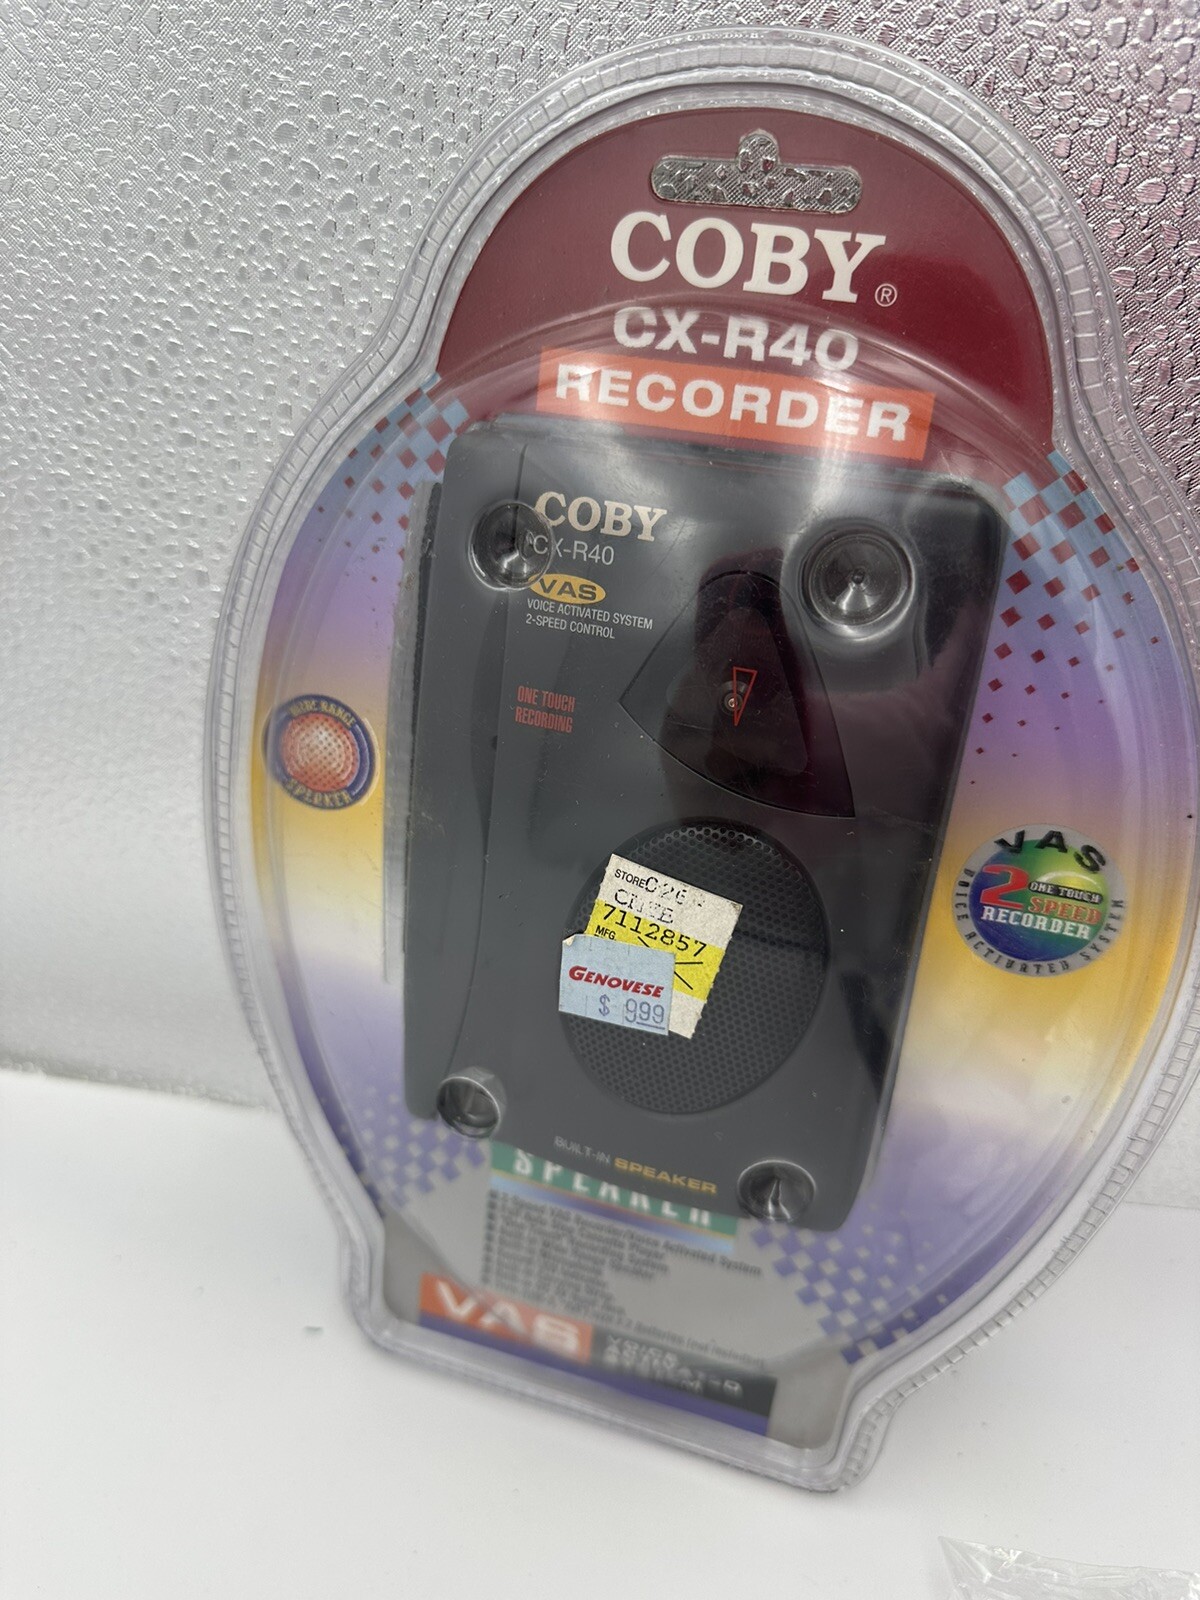 COBY®
CX-R40
RECORDER
COBY
CX-R40
VAS
VOICE ACTIVATED SYSTEM
2-SPEED CONTROL
ONE TOUCH
RECORDING
WIDE RANGE
SPEAKER
VAS
2 ONE TOUCH
SPEED
RECORDER
VOICE ACTIVATED SYSTEM
STORE 026
7112857
MFG.
GENOVESE
$ 999
BUILT-IN SPEAKER
SPEAKER
VAS
VOICE